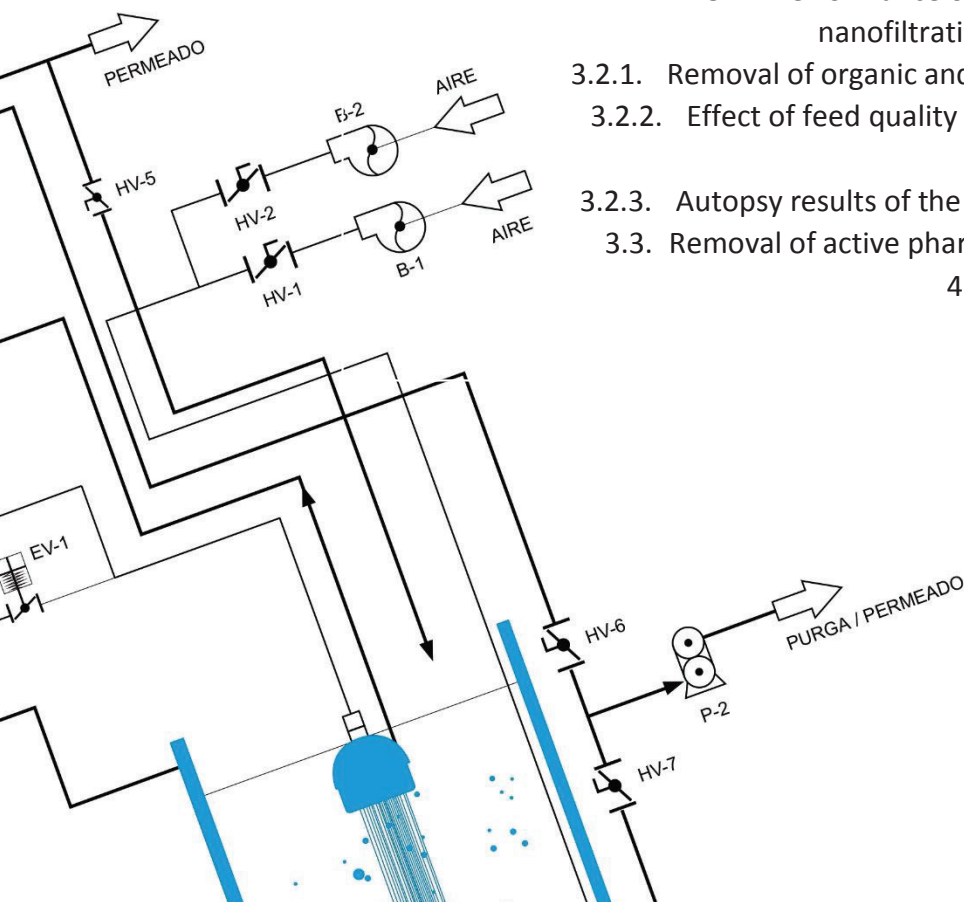 nanofiltrati
3.2.1. Removal of organic and
3.2.2. Effect of feed quality
3.2.3. Autopsy results of the
3.3. Removal of active phar
4
PERMEADO
AIRE
B-2
HV-5
HV-2
AIRE
B-1
HV-1
EV-1
HV-6
PURGA / PERMEADO
P-2
HV-7